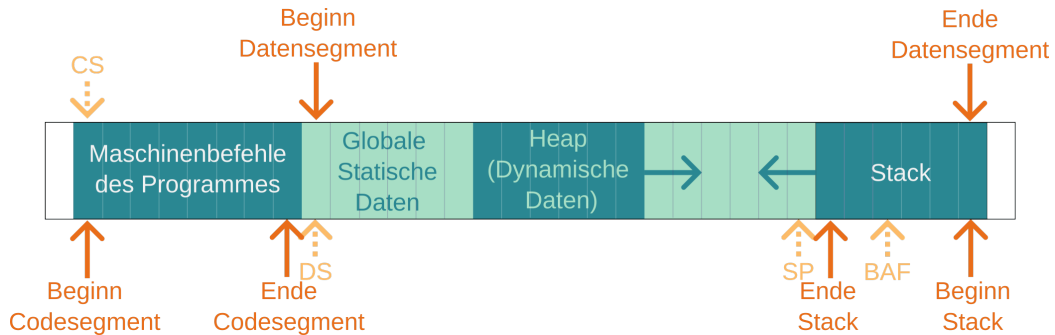 Beginn
Datensegment
Ende
Datensegment
CS
Maschinenbefehle
des Programmes
Globale
Statische
Daten
Heap
(Dynamische
Daten)
Stack
DS
SP
BAF
Beginn
Codesegment
Ende
Codesegment
Ende
Stack
Beginn
Stack